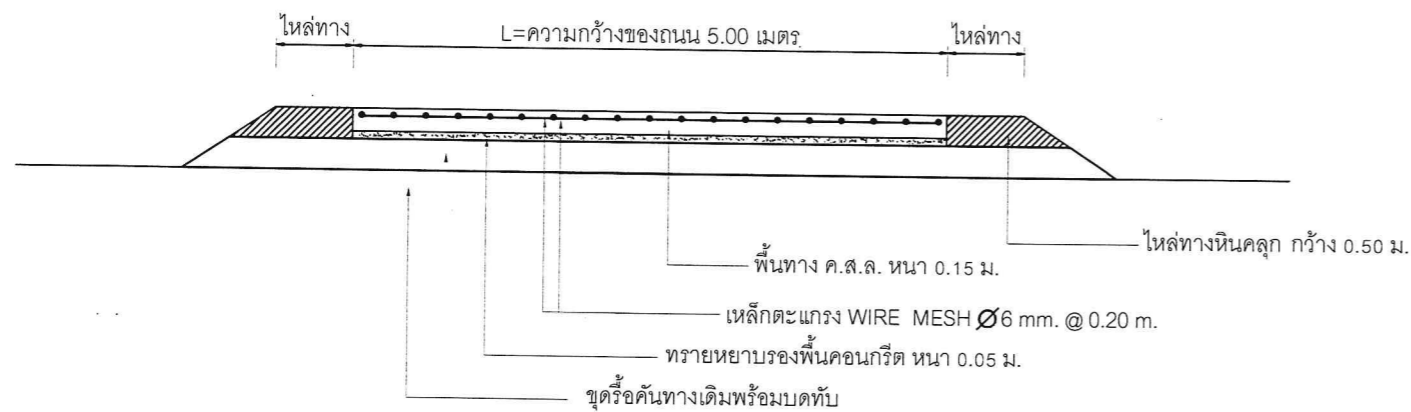 ไหล่ทาง
L=ความกว้างของถนน 5.00 เมตร
ไหล่ทาง
ไหล่ทางหินคลุก กว้าง 0.50 ม.
พื้นทาง ค.ส.ล. หนา 0.15 ม.
เหล็กตะแกรง WIRE MESH Ø6 mm. @ 0.20 m.
ทรายหยาบรองพื้นคอนกรีต หนา 0.05 ม.
ขุดรื้อคันทางเดิมพร้อมบดทับ